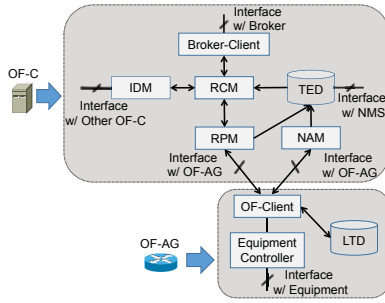 Interface
w/ Broker
Broker-Client
OF-C
IDM
RCM
TED
Interface
w/ Other OF-C
Interface
w/ NMS
RPM
NAM
Interface
w/ OF-AG
Interface
w/ OF-AG
OF-Client
OF-AG
Equipment
Controller
LTD
Interface
w/ Equipment